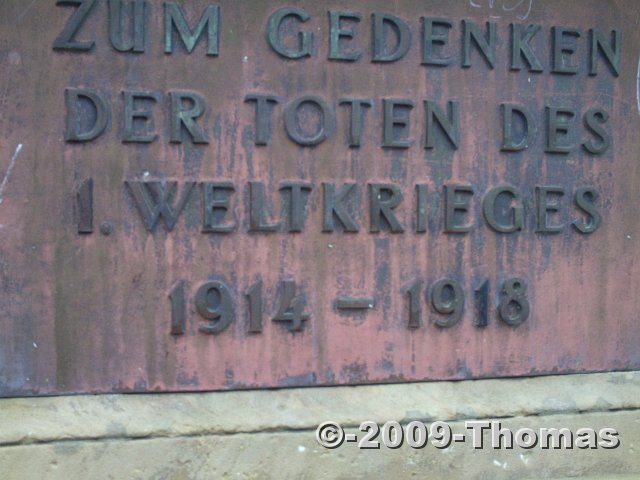 ZUM GEDENKEN
DER TOTEN DES
1. WELTKRIEGES
1914 – 1918
©-2009-Thomas